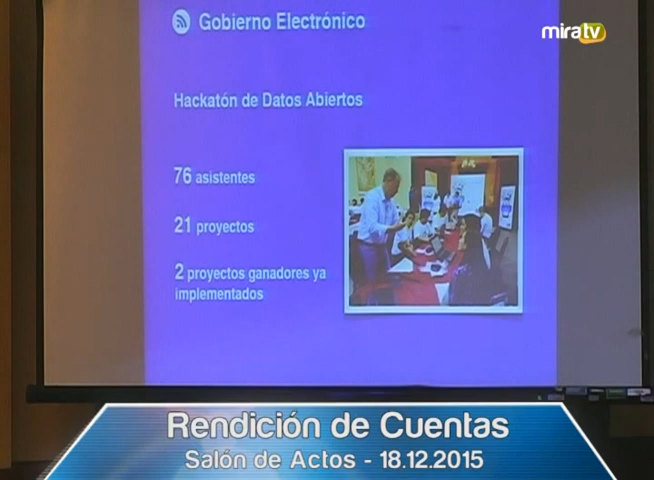 Gobierno Electrónico
miratv
Hackatón de Datos Abiertos
76 asistentes
21 proyectos
2 proyectos ganadores ya
implementados
Rendición de Cuentas
Salón de Actos - 18.12.2015